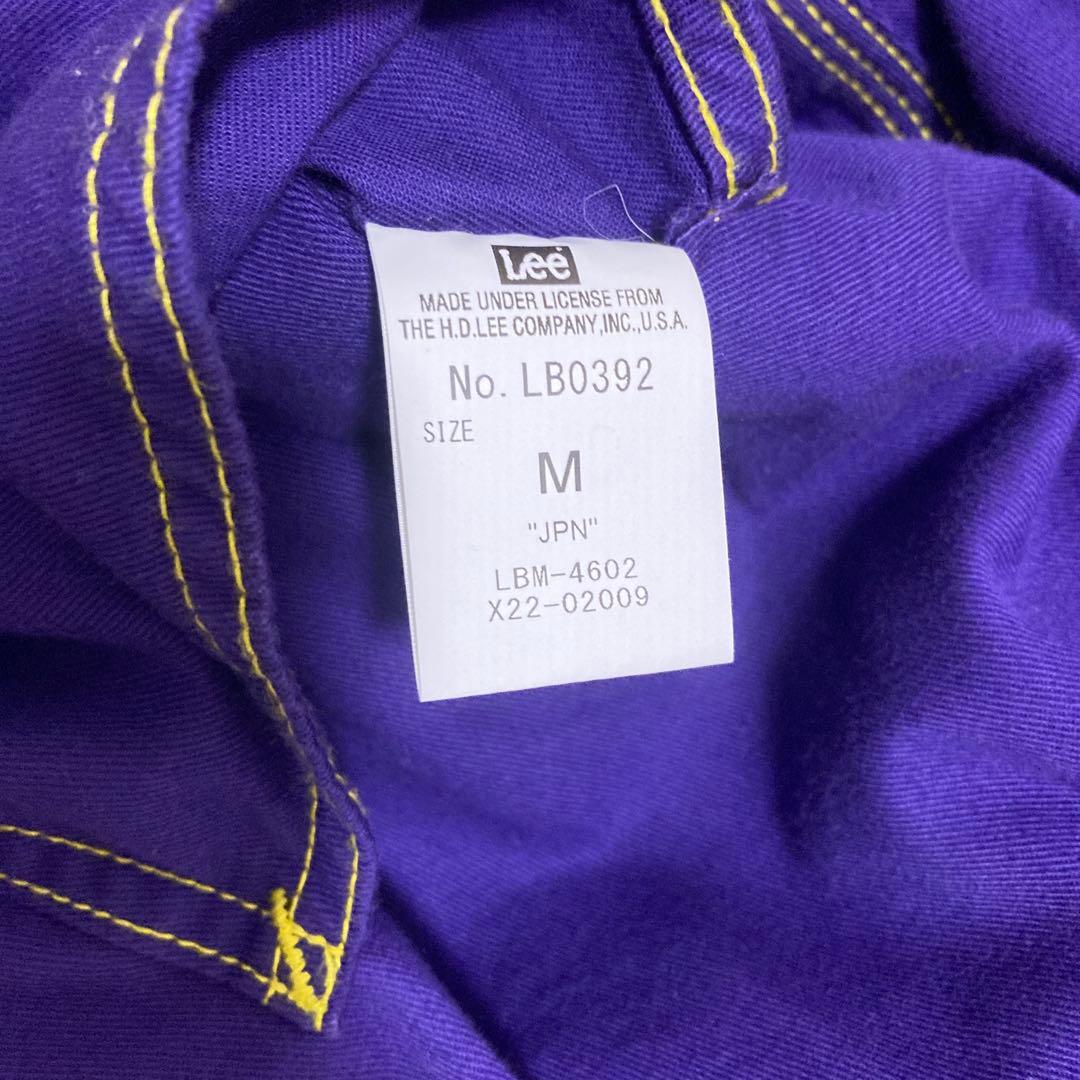 Lee
MADE UNDER LICENSE FROM
THE H.D.LEE COMPANY,INC.,U.S.A.
No. LB0392
SIZE
M
"JPN"
LBM-4602
X22-02009